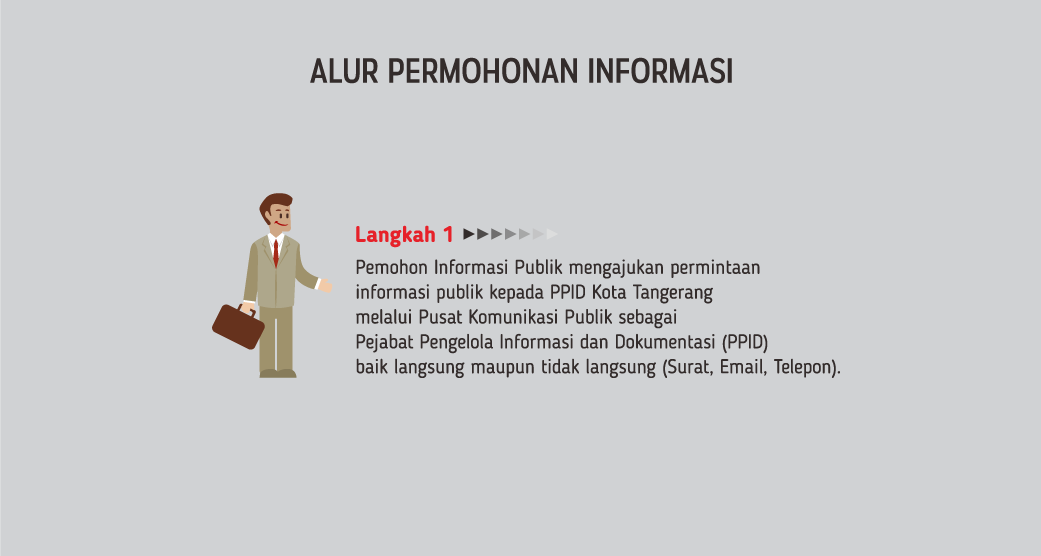 ALUR PERMOHONAN INFORMASI
Langkah 1
Pemohon Informasi Publik mengajukan permintaan
informasi publik kepada PPID Kota Tangerang
melalui Pusat Komunikasi Publik sebagai
Pejabat Pengelola Informasi dan Dokumentasi (PPID)
baik langsung maupun tidak langsung (Surat, Email, Telepon).